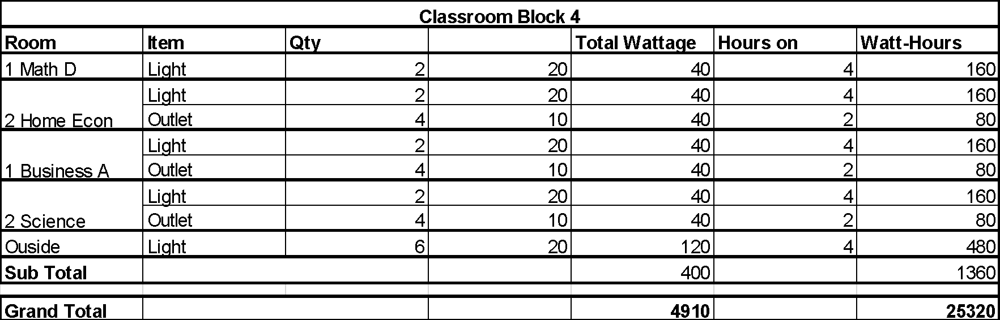 Classroom Block 4
Room Item Qty Total Wattage Hours on Watt-Hours
1 Math D Light 2 20 40 4 160
Light 2 20 40 4 160
2 Home Econ Outlet 4 10 40 2 80
Light 2 20 40 4 160
1 Business A Outlet 4 10 40 2 80
Light 2 20 40 4 160
2 Science Outlet 4 10 40 2 80
Ouside Light 6 20 120 4 480
Sub Total 400 1360
Grand Total 4910 25320